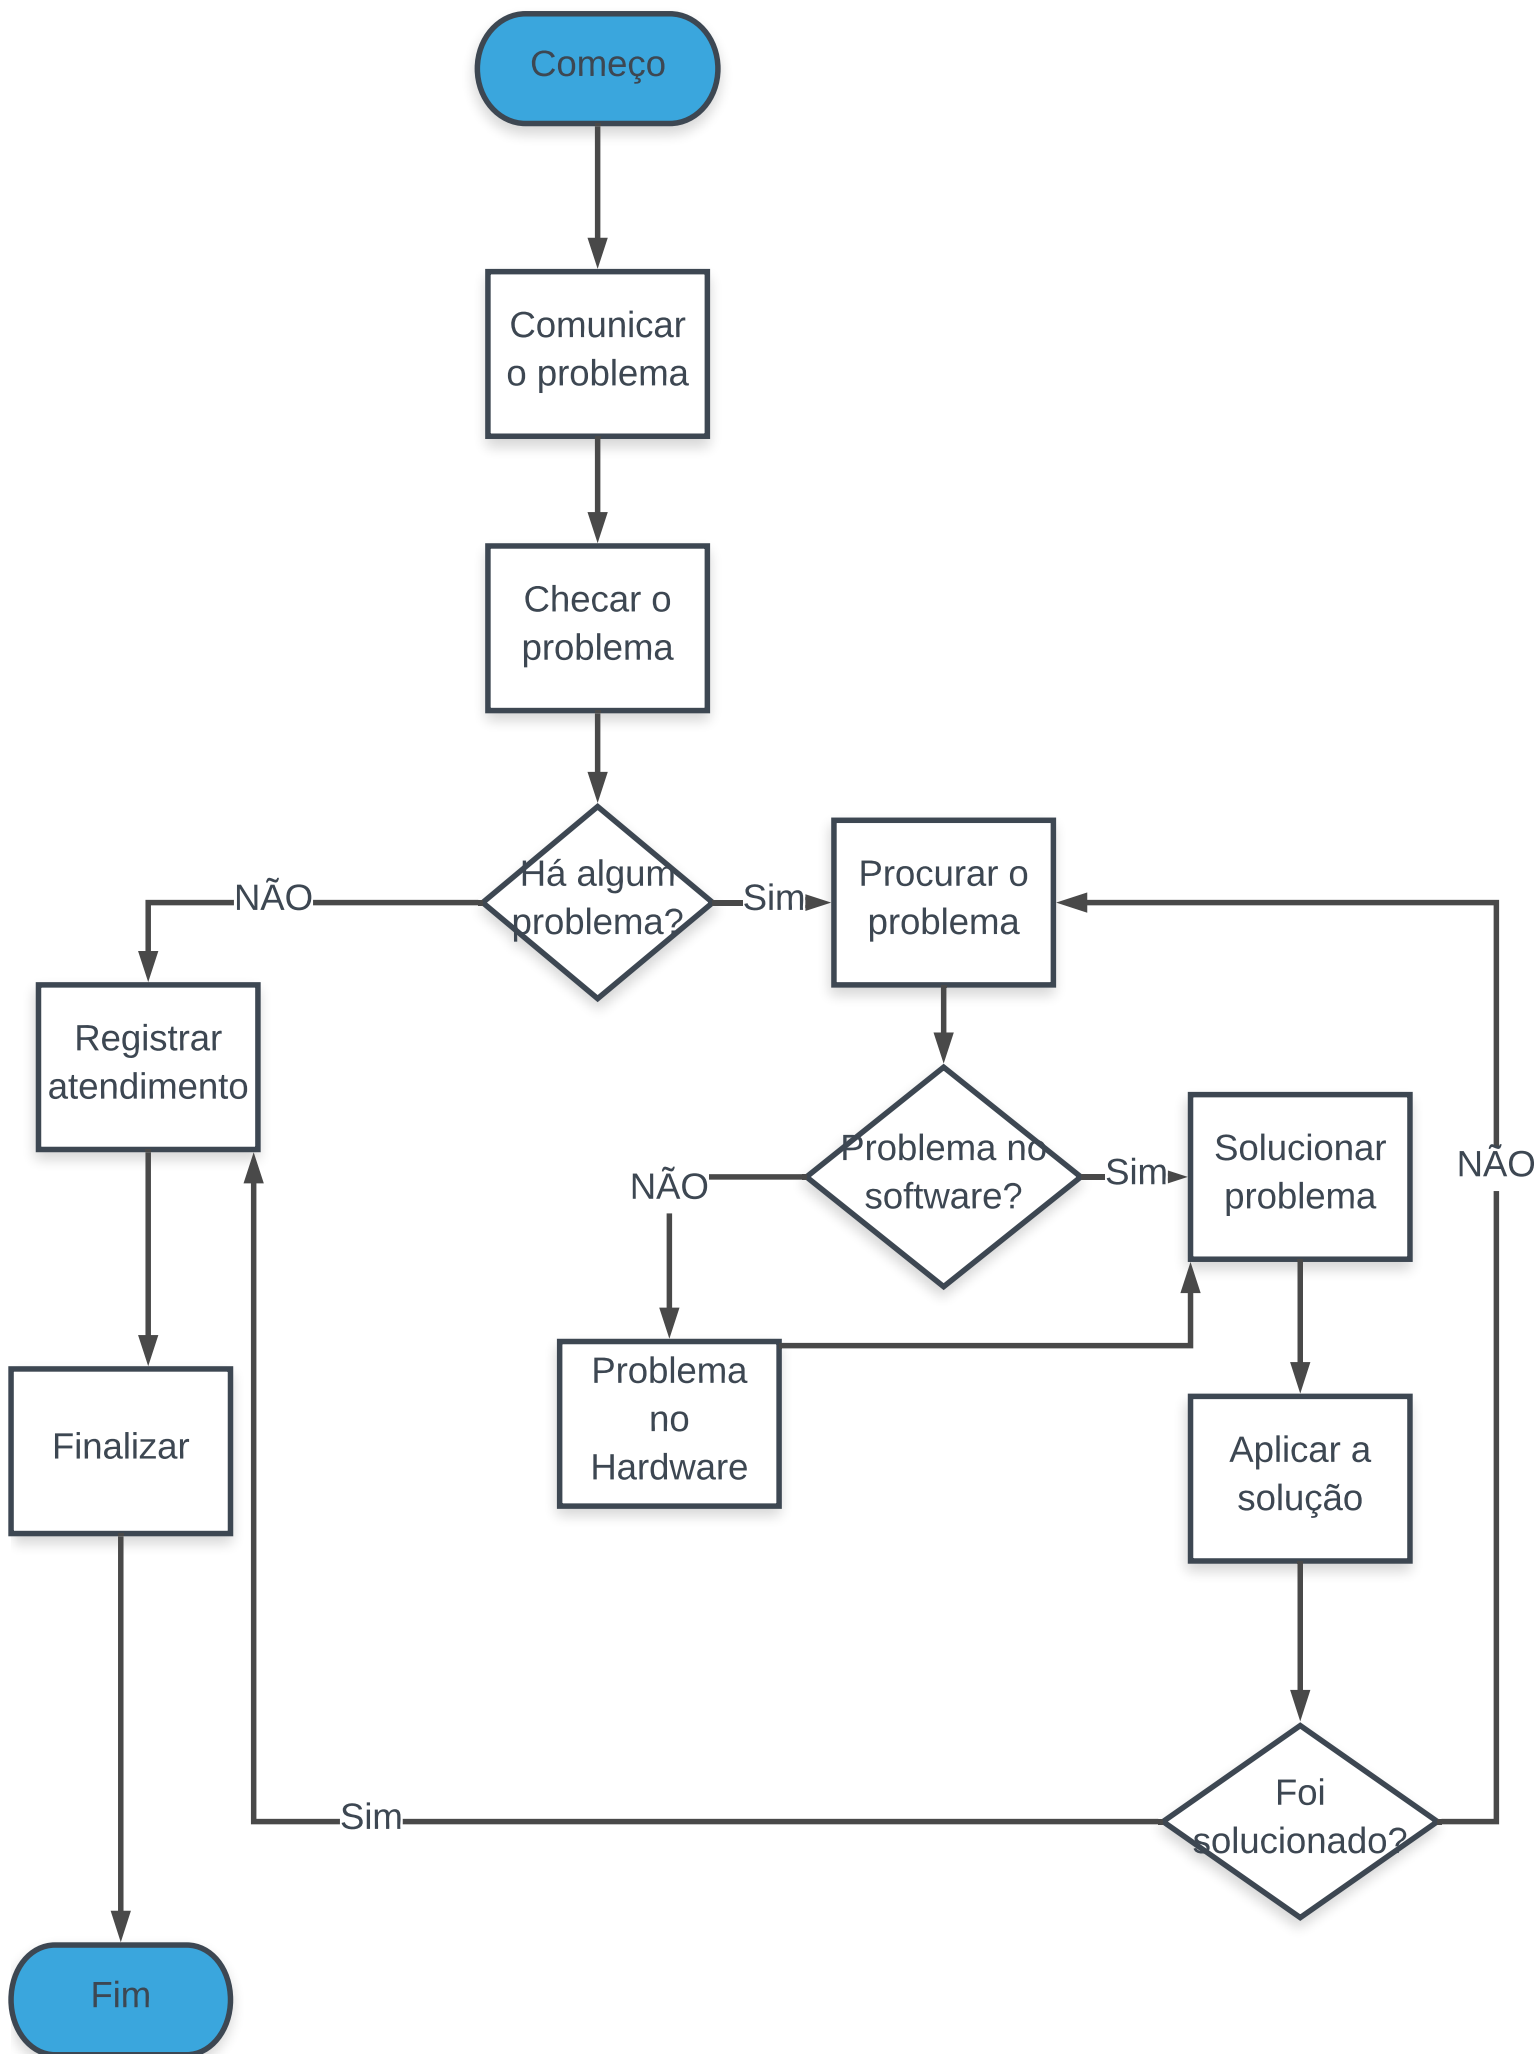 Começo
Comunicar
o problema
Checar o
problema
Há algum
problema?
NÃO
Sim
Procurar o
problema
Registrar
atendimento
Problema no
software?
NÃO
Sim
Solucionar
problema
NÃO
Problema
no
Hardware
Finalizar
Aplicar a
solução
Foi
solucionado?
Sim
Fim